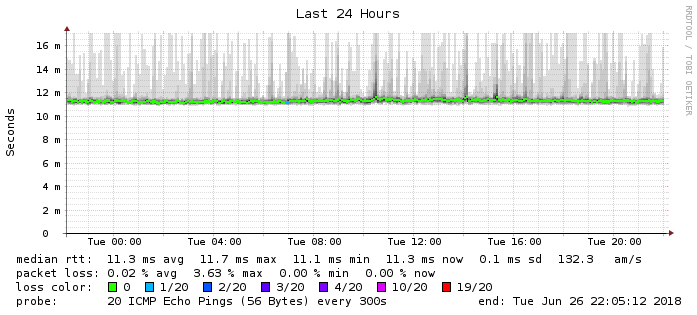 Last 24 Hours
RRDTOOL / TOBI OETIKER
Seconds
16 m
14 m
12 m
10 m
8 m
6 m
4 m
2 m
0
Tue 00:00 Tue 04:00 Tue 08:00 Tue 12:00 Tue 16:00 Tue 20:00
median rtt: 11.3 ms avg 11.7 ms max 11.1 ms min 11.3 ms now 0.1 ms sd 132.3 am/s
packet loss: 0.02 % avg 3.63 % max 0.00 % min 0.00 % now
loss color: 0 1/20 2/20 3/20 4/20 10/20 19/20
probe: 20 ICMP Echo Pings (56 Bytes) every 300s end: Tue Jun 26 22:05:12 2018